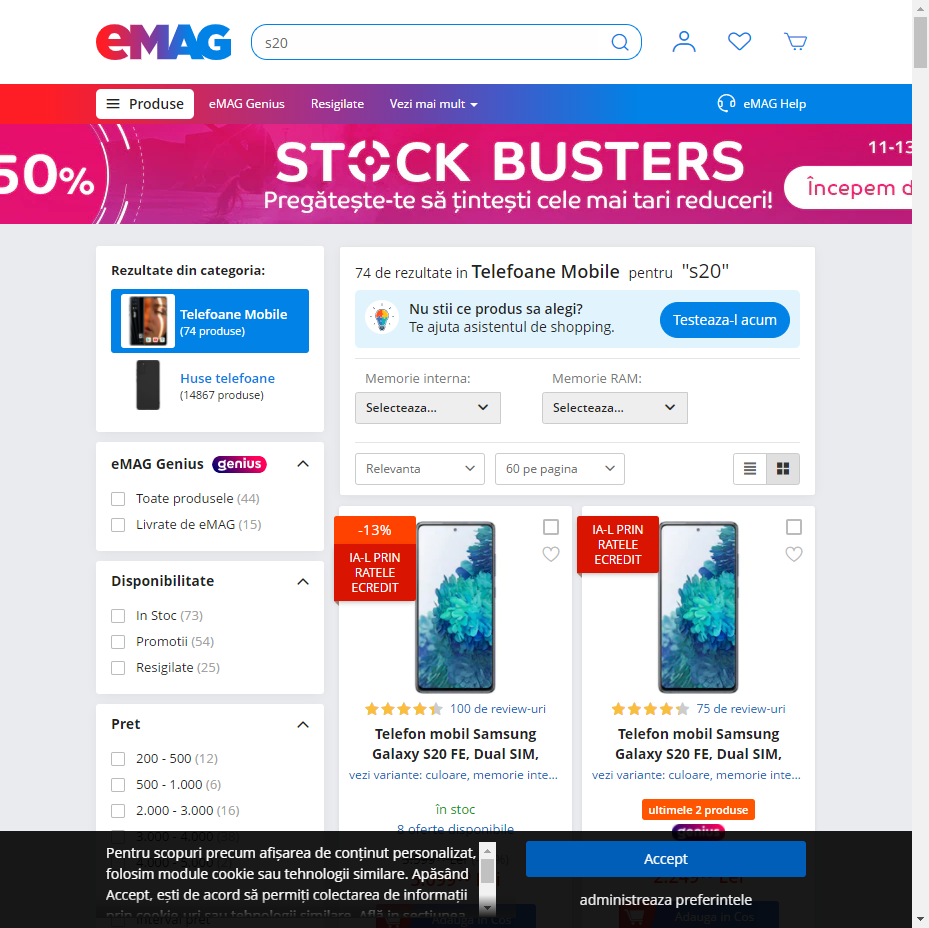 eMAG
s20
Produse
eMAG Genius
Resigilate
Vezi mai mult
eMAG Help
50%
STOCK BUSTERS
Pregătește-te să țintești cele mai tari reduceri!
11-13
Începem d
Rezultate din categoria:
Telefoane Mobile
(74 produse)
Huse telefoane
(14867 produse)
eMAG Genius genius
Toate produsele (44)
Livrate de eMAG (15)
Disponibilitate
In Stoc (73)
Promotii (54)
Resigilate (25)
Pret
200 - 500 (12)
500 - 1.000 (6)
2.000 - 3.000 (16)
74 de rezultate in Telefoane Mobile pentru "s20"
Nu stii ce produs sa alegi?
Te ajuta asistentul de shopping.
Testeaza-l acum
Memorie interna:
Memorie RAM:
Selecteaza...
Selecteaza...
Relevanta
60 pe pagina
-13%
IA-L PRIN
RATELE
ECREDIT
100 de review-uri
Telefon mobil Samsung
Galaxy S20 FE, Dual SIM,
vezi variante: culoare, memorie inte...
în stoc
8 oferte disponibile
IA-L PRIN
RATELE
ECREDIT
75 de review-uri
Telefon mobil Samsung
Galaxy S20 FE, Dual SIM,
vezi variante: culoare, memorie inte...
ultimele 2 produse
genius
Adauga in Cos
Adauga in Cos
Pentru scopuri precum afișarea de conținut personalizat,
folosim module cookie sau tehnologii similare. Apăsând
Accept, ești de acord să permiți colectarea de informații
prin cookie-uri sau tehnologii similare. Află in sectiunea
Accept
administreaza preferintele